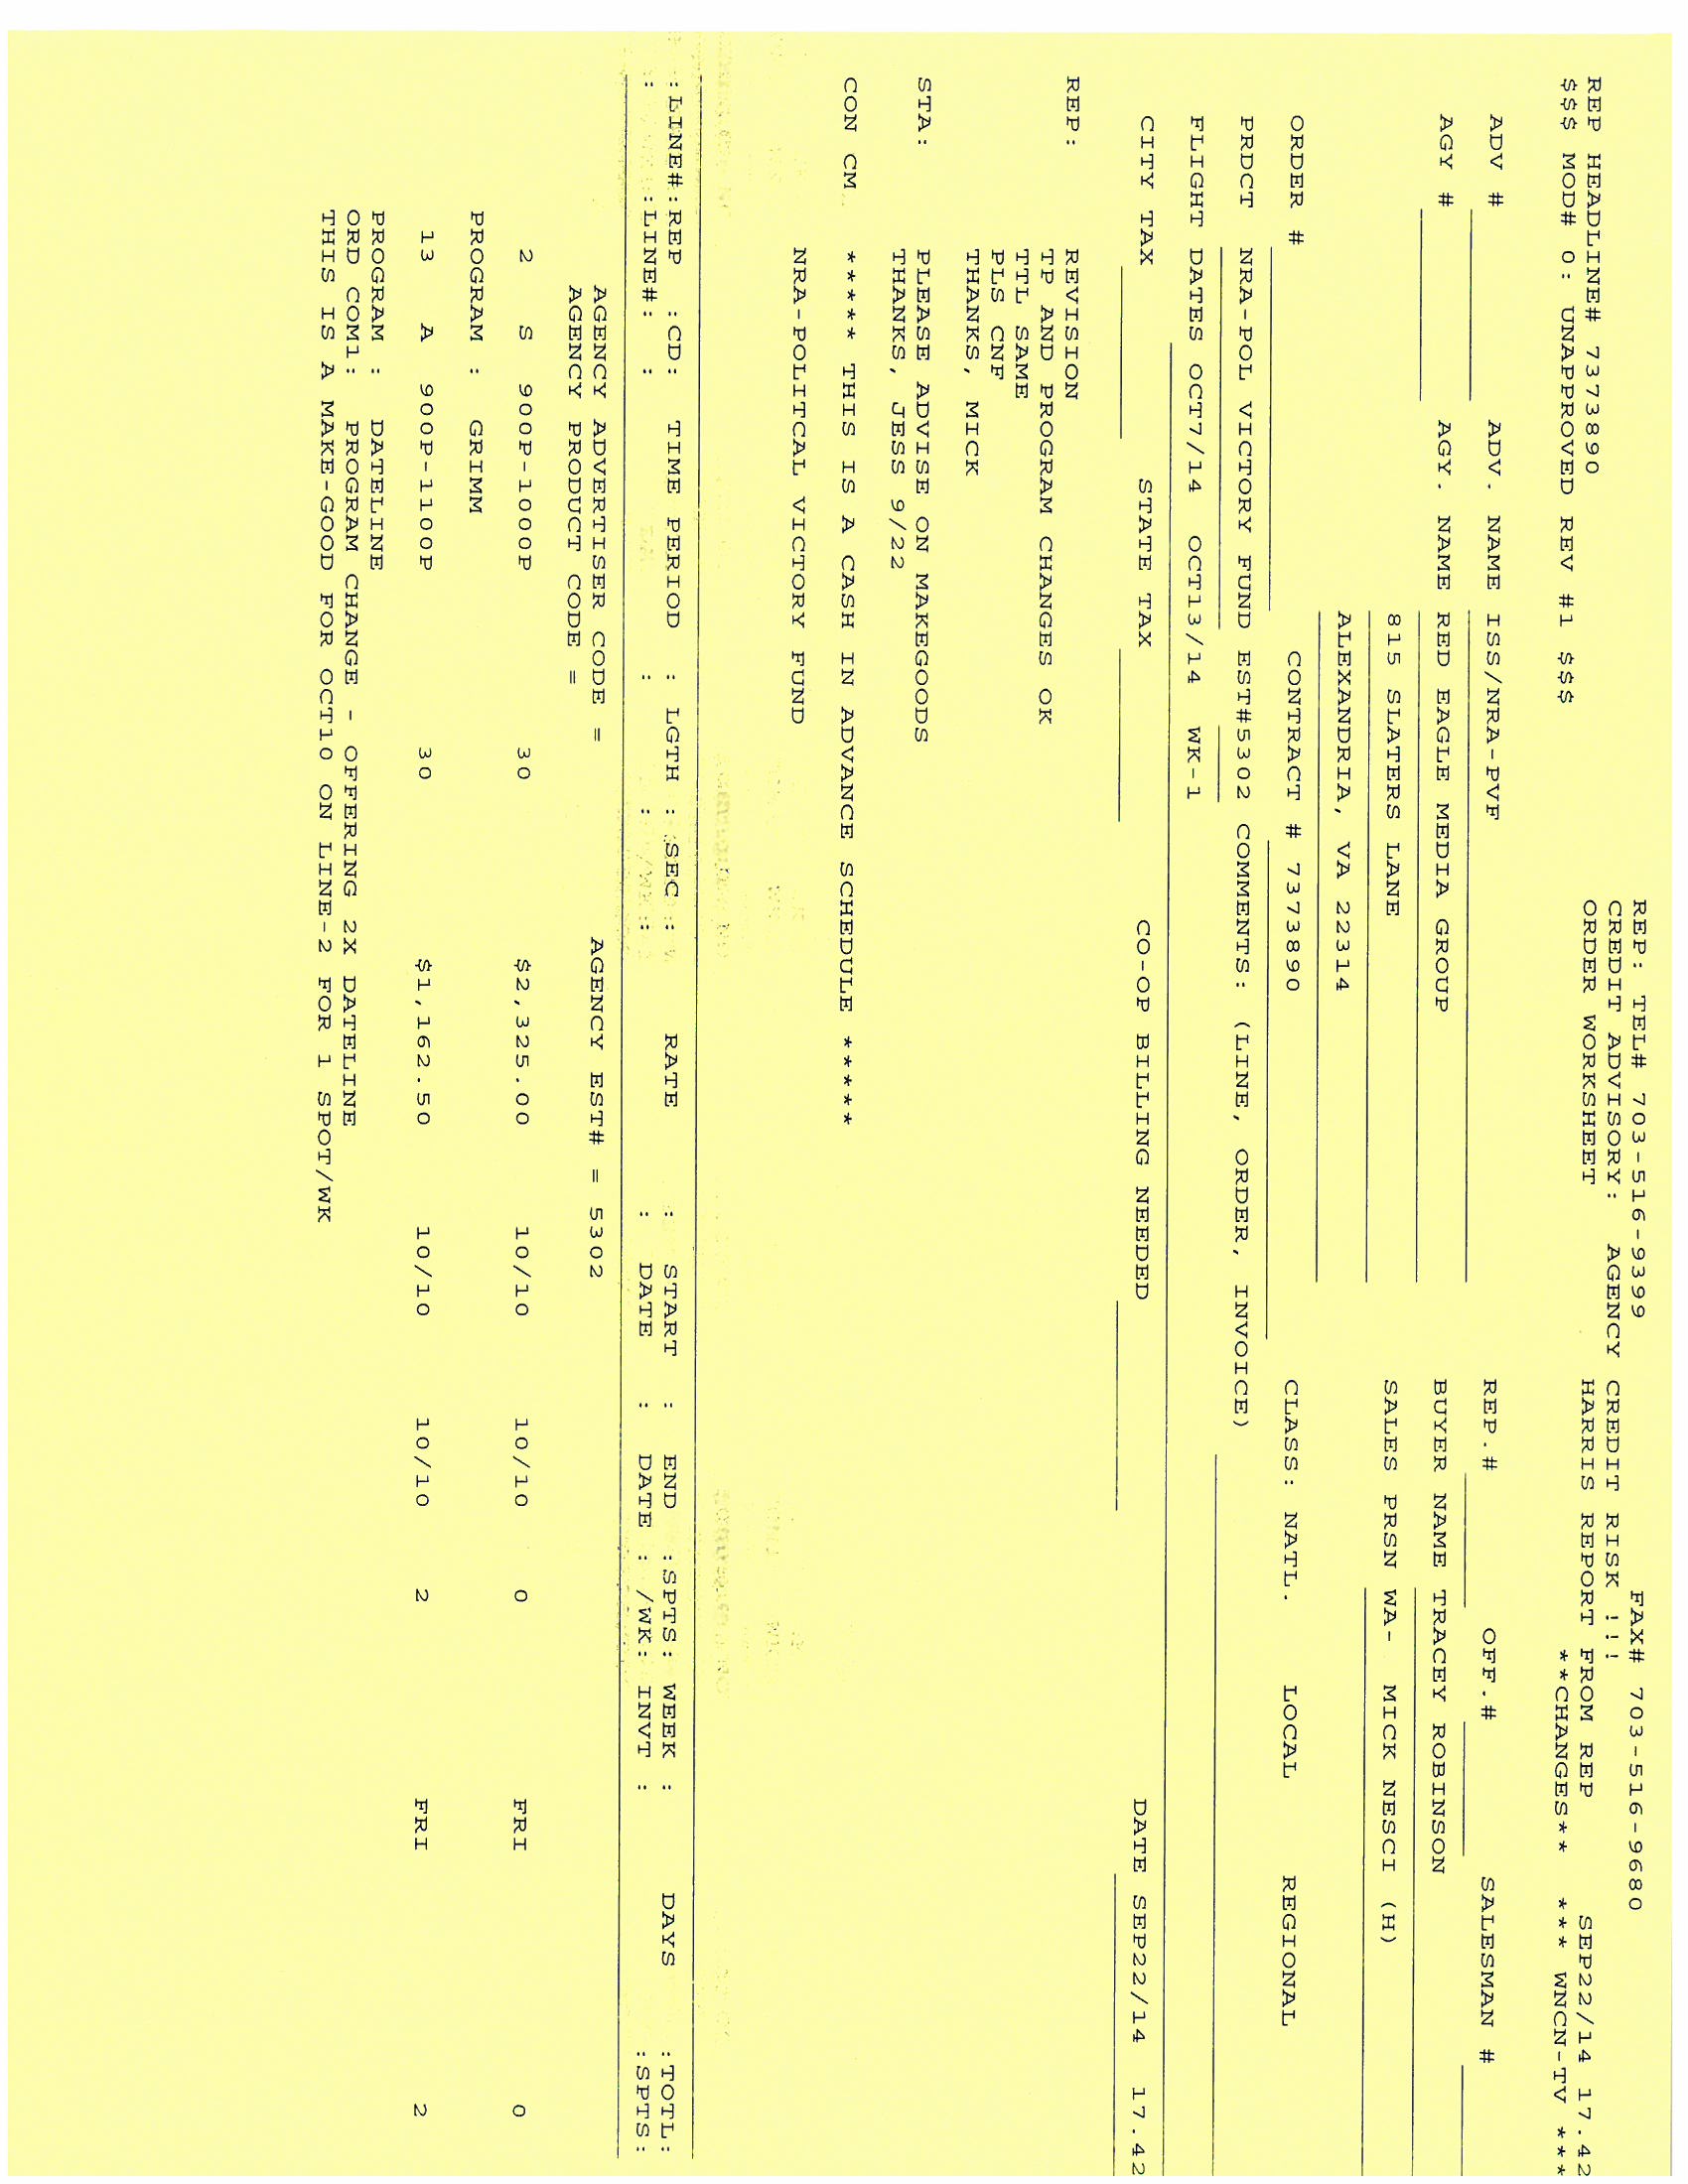 REP: TEL# 703-516-9399 FAX# 703-516-9680
CREDIT ADVISORY: AGENCY CREDIT RISK !!!
ORDER WORKSHEET HARRIS REPORT FROM REP SEP22/14 17.42
REP HEADLINE# 7373890
$$$ MOD# 0: UNAPPROVED REV #1 $$$ **CHANGES** *** WNCN-TV ***
ADV # ADV. NAME ISS/NRA-PVF REP.# OFF.# SALESMAN #
AGY # AGY. NAME RED EAGLE MEDIA GROUP BUYER NAME TRACEY ROBINSON
815 SLATERS LANE SALES PRSN WA- MICK NESCI (H)
ALEXANDRIA, VA 22314
ORDER # CONTRACT # 7373890 CLASS: NATL. LOCAL REGIONAL
PRDCT NRA-POL VICTORY FUND EST#5302 COMMENTS: (LINE, ORDER, INVOICE)
FLIGHT DATES OCT7/14 OCT13/14 WK-1
CITY TAX STATE TAX CO-OP BILLING NEEDED DATE SEP22/14 17.42
REP: REVISION
TP AND PROGRAM CHANGES OK
TTL SAME
PLS CNF
THANKS, MICK
STA: PLEASE ADVISE ON MAKEGOODS
THANKS, JESS 9/22
CON CM ***** THIS IS A CASH IN ADVANCE SCHEDULE *****
NRA-POLITCAL VICTORY FUND
:LINE#:REP :CD: TIME PERIOD : LGTH : SEC : RATE : START : END :SPTS: WEEK : DAYS :TOTL:
: :LINE#: : : : : : DATE : DATE : /WK: INVT : :SPTS:
AGENCY ADVERTISER CODE = AGENCY EST# = 5302
AGENCY PRODUCT CODE =
2 S 900P-1000P 30 $2,325.00 10/10 10/10 0 FRI 0
PROGRAM : GRIMM
13 A 900P-1100P 30 $1,162.50 10/10 10/10 2 FRI 2
PROGRAM : DATELINE
ORD COM1: PROGRAM CHANGE - OFFERING 2X DATELINE
THIS IS A MAKE-GOOD FOR OCT10 ON LINE-2 FOR 1 SPOT/WK